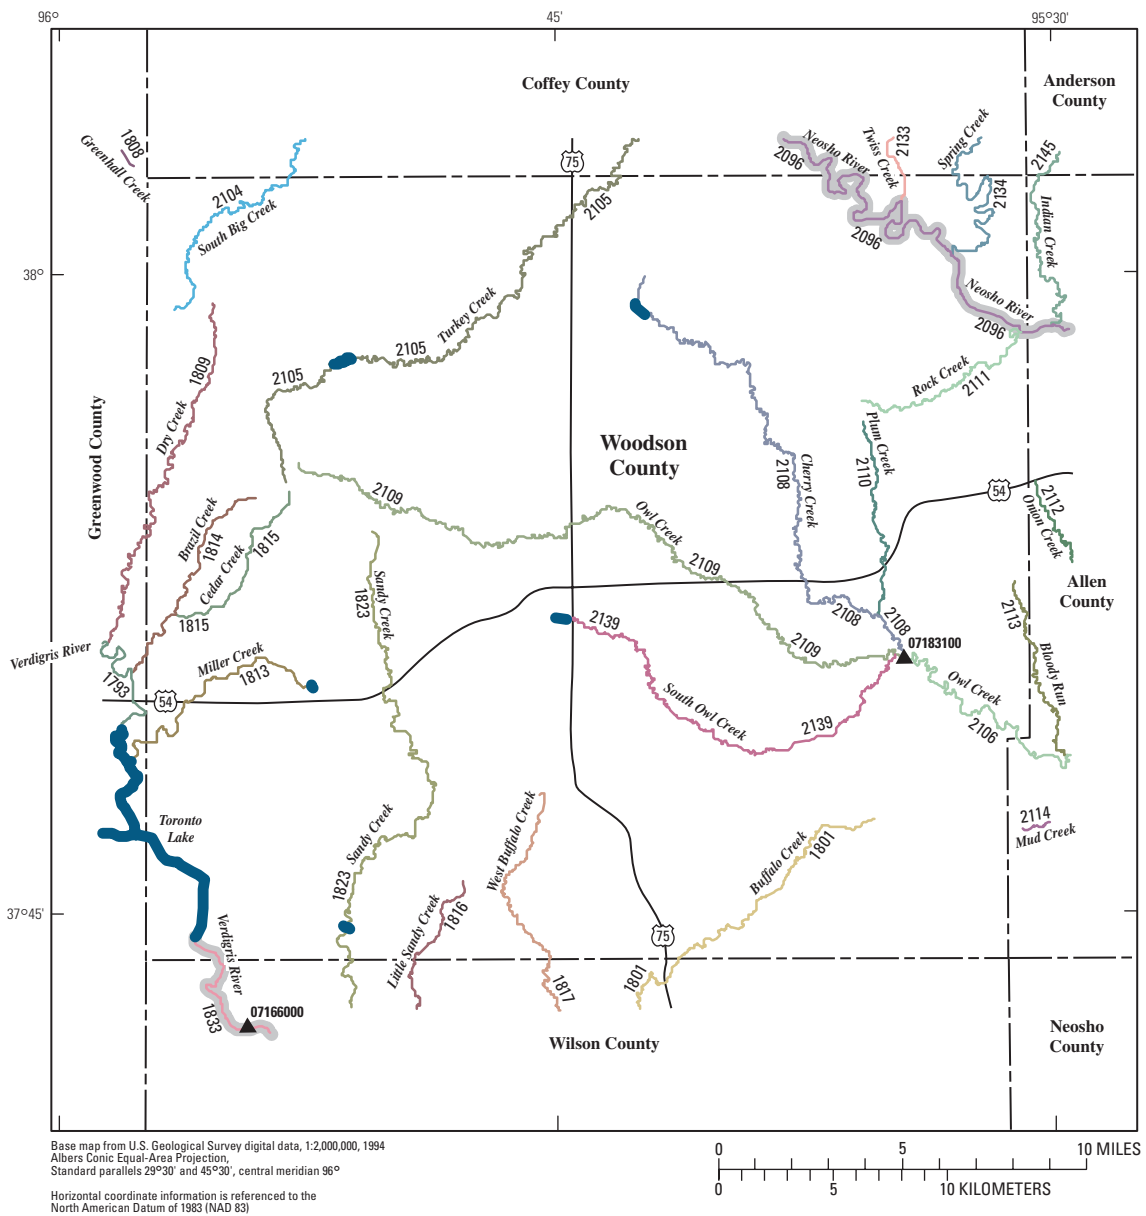 96°
45'
95°30'
Coffey County
Anderson
County
75
1808
Greenhall Creek
2104
South Big Creek
2105
Neosho River
2096
Twiss Creek
2133
Spring Creek
2134
2145
Indian Creek
2096
38°
Neosho River
2096
Turkey Creek
2105
2105
1809
Dry Creek
Rock Creek
2111
Greenwood County
Woodson
County
Plum Creek
2110
Cherry Creek
2108
54
2112
Onion Creek
2109
Owl Creek
2109
Brazil Creek
1814
Cedar Creek
1815
1815
Sandy Creek
1823
Allen
County
2113
Bloody Run
2139
2108
2108
2109
07183100
Verdigris River
1793
Miller Creek
1813
54
South Owl Creek
2139
Owl Creek
2106
Toronto
Lake
2114
Mud Creek
Sandy Creek
1823
West Buffalo Creek
Buffalo Creek
1801
37°45'
Little Sandy Creek
1816
75
Verdigris River
1833
07166000
1817
1801
Wilson County
Neosho
County
Base map from U.S. Geological Survey digital data, 1:2,000,000, 1994
Albers Conic Equal-Area Projection,
Standard parallels 29°30' and 45°30', central meridian 96°
Horizontal coordinate information is referenced to the
North American Datum of 1983 (NAD 83)
0 5 10 MILES
0 5 10 KILOMETERS